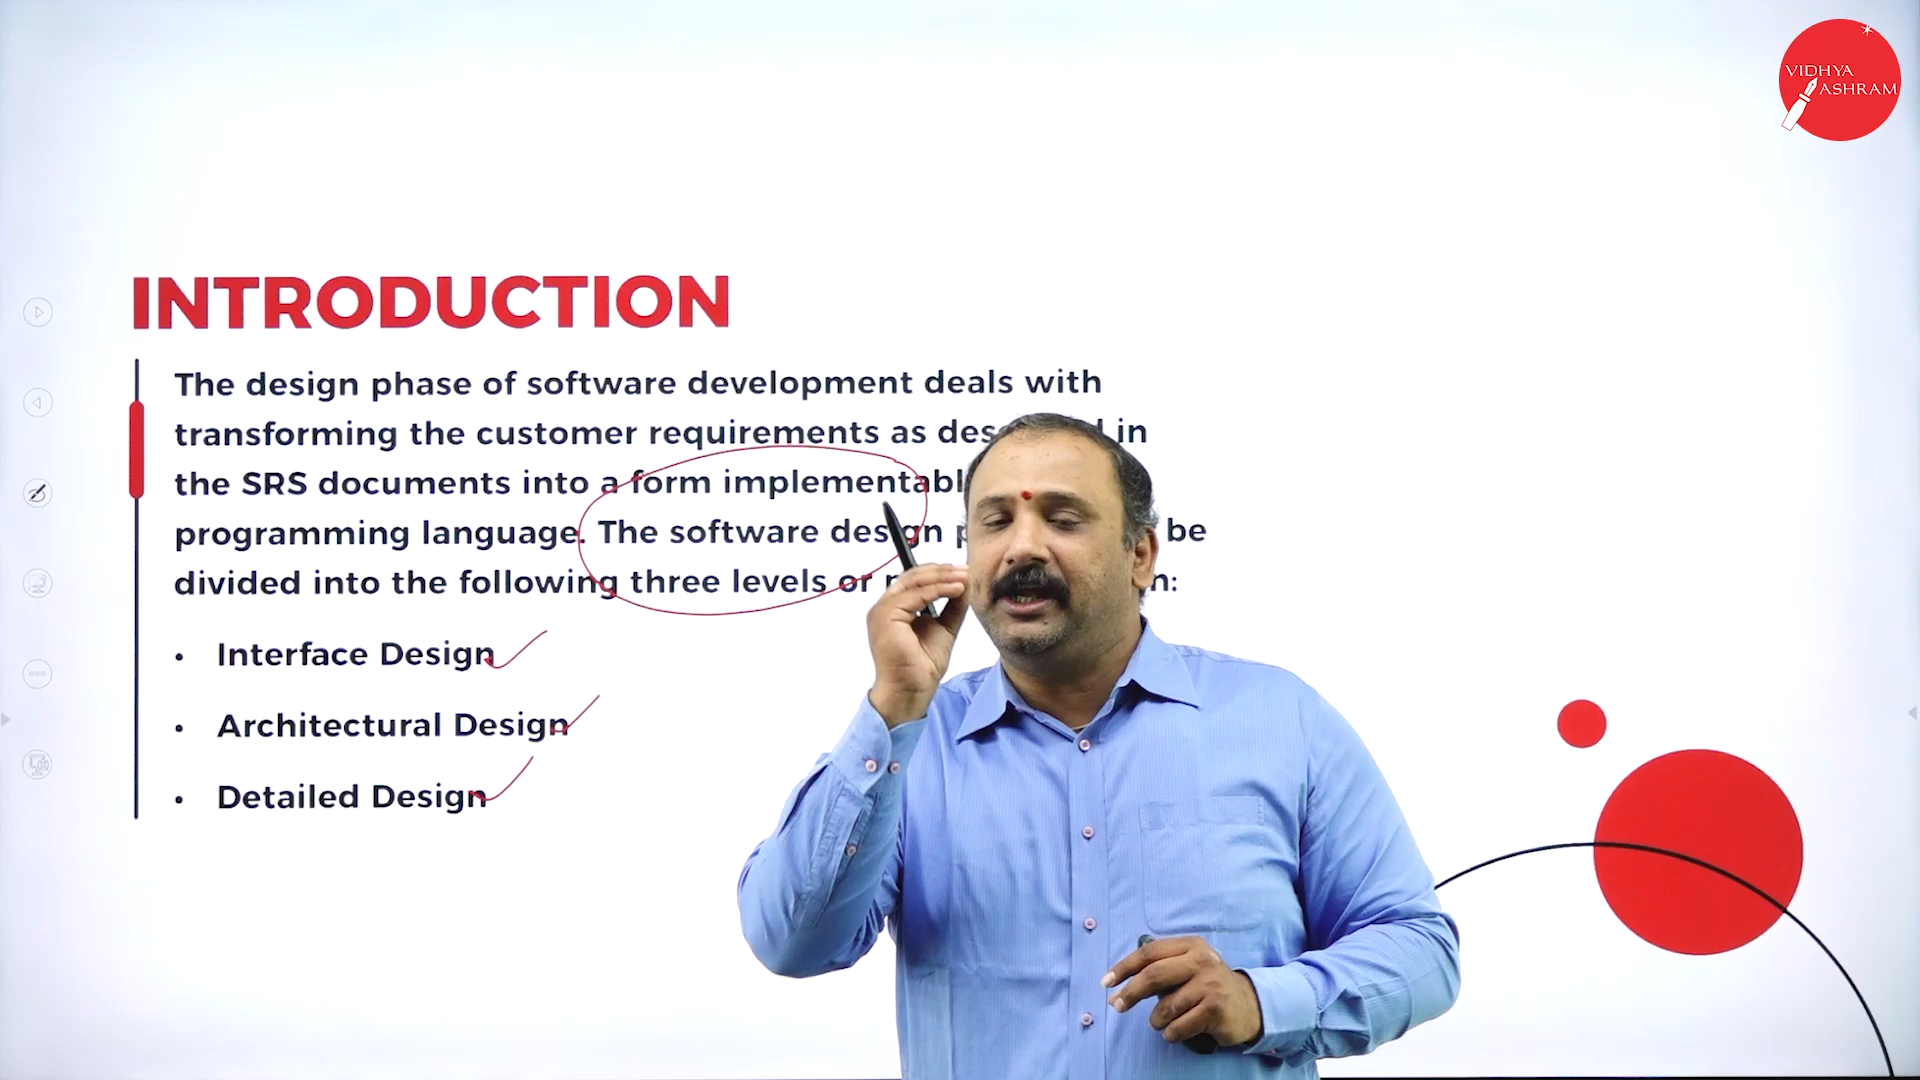 VIDHYA
ASHRAM
INTRODUCTION
The design phase of software development deals with
transforming the customer requirements as in
the SRS documents into a form
programming language. The software design be
divided into the following three levels or
• Interface Design
• Architectural Design
• Detailed Design